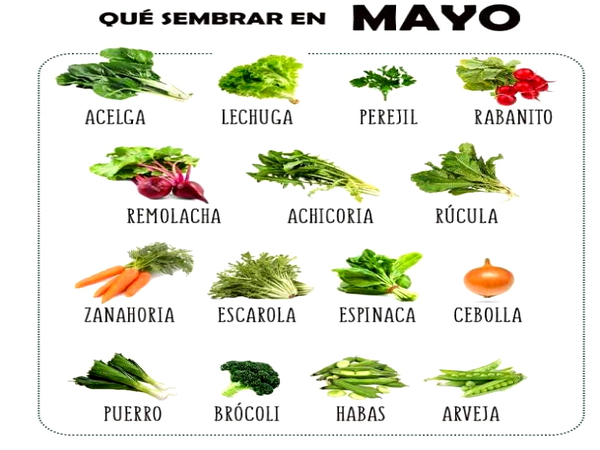 QUÉ SEMBRAR EN MAYO
ACELGA LECHUGA PEREJIL RABANITO
REMOLACHA ACHICORIA RÚCULA
ZANAHORIA ESCAROLA ESPINACA CEBOLLA
PUERRO BRÓCOLI HABAS ARVEJA